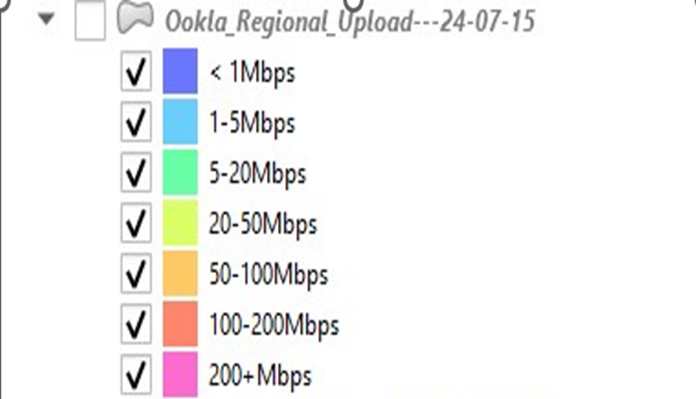 Ookla_Regional_Upload---24-07-15
< 1Mbps
1-5Mbps
5-20Mbps
20-50Mbps
50-100Mbps
100-200Mbps
200+Mbps